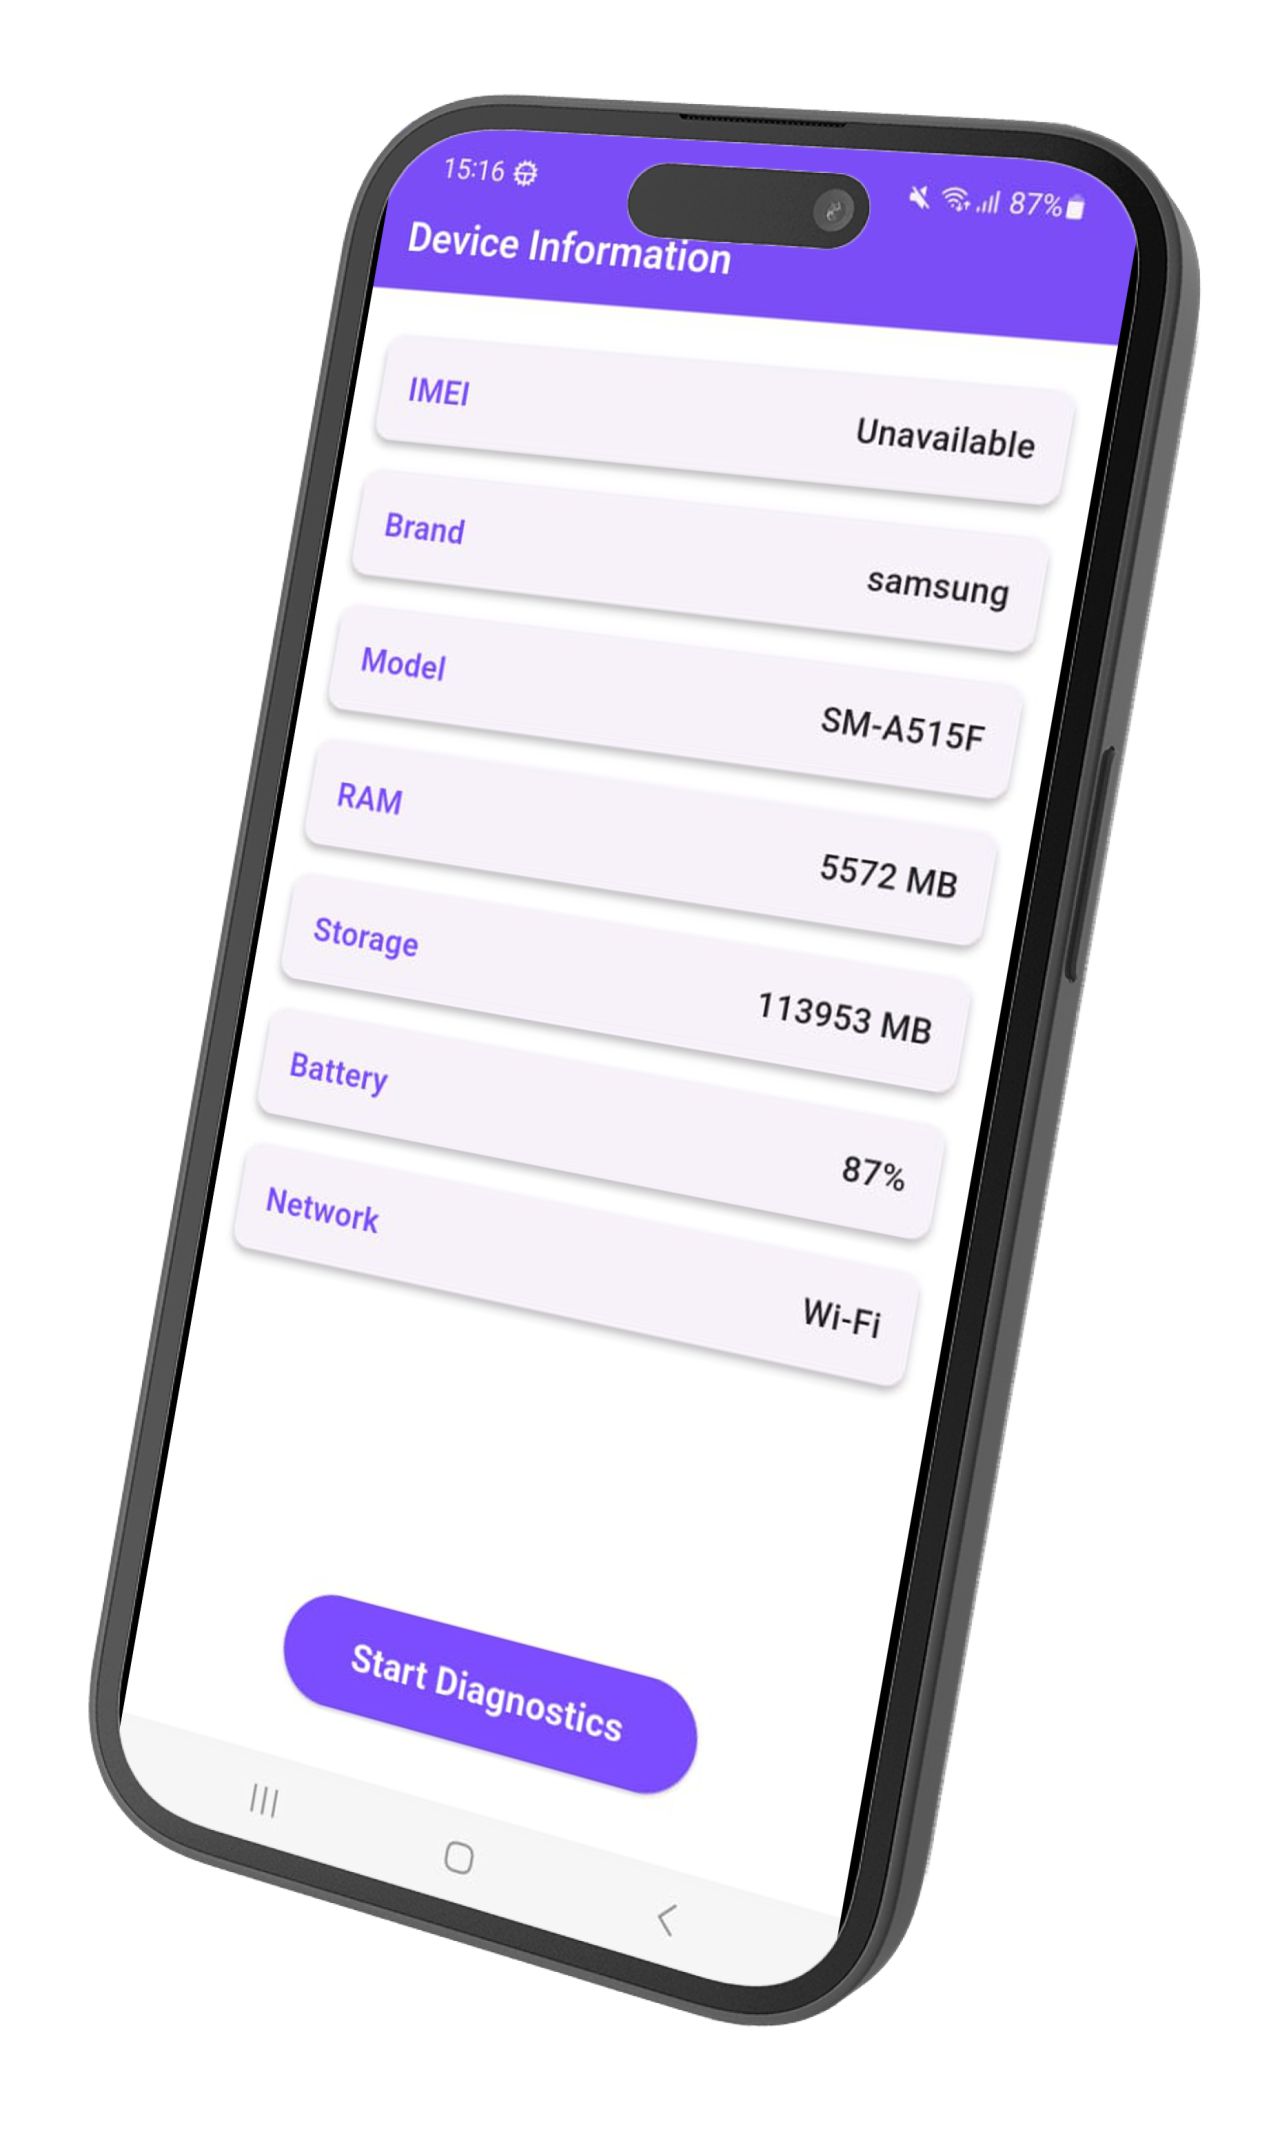 15:16 87%
Device Information
IMEI Unavailable
Brand samsung
Model SM-A515F
RAM 5572 MB
Storage 113953 MB
Battery 87%
Network Wi-Fi
Start Diagnostics